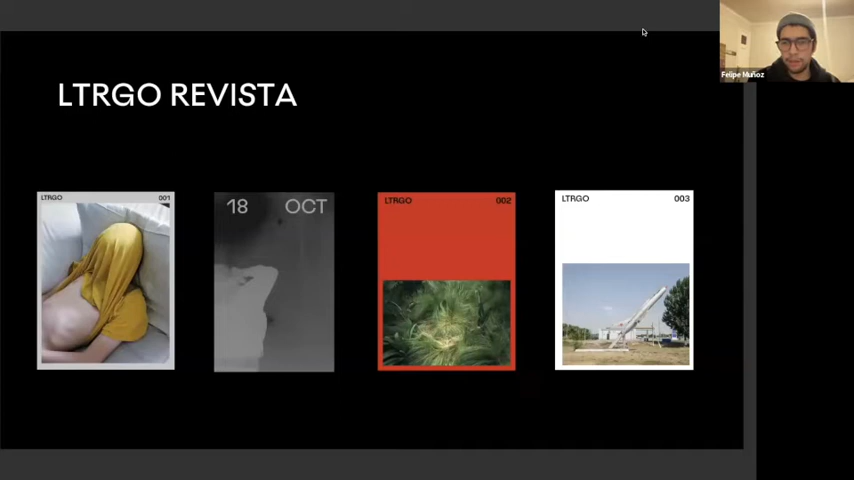 Felipe Muñoz
LTRGO REVISTA
LTRGO 001
18 OCT
LTRGO 002
LTRGO 003